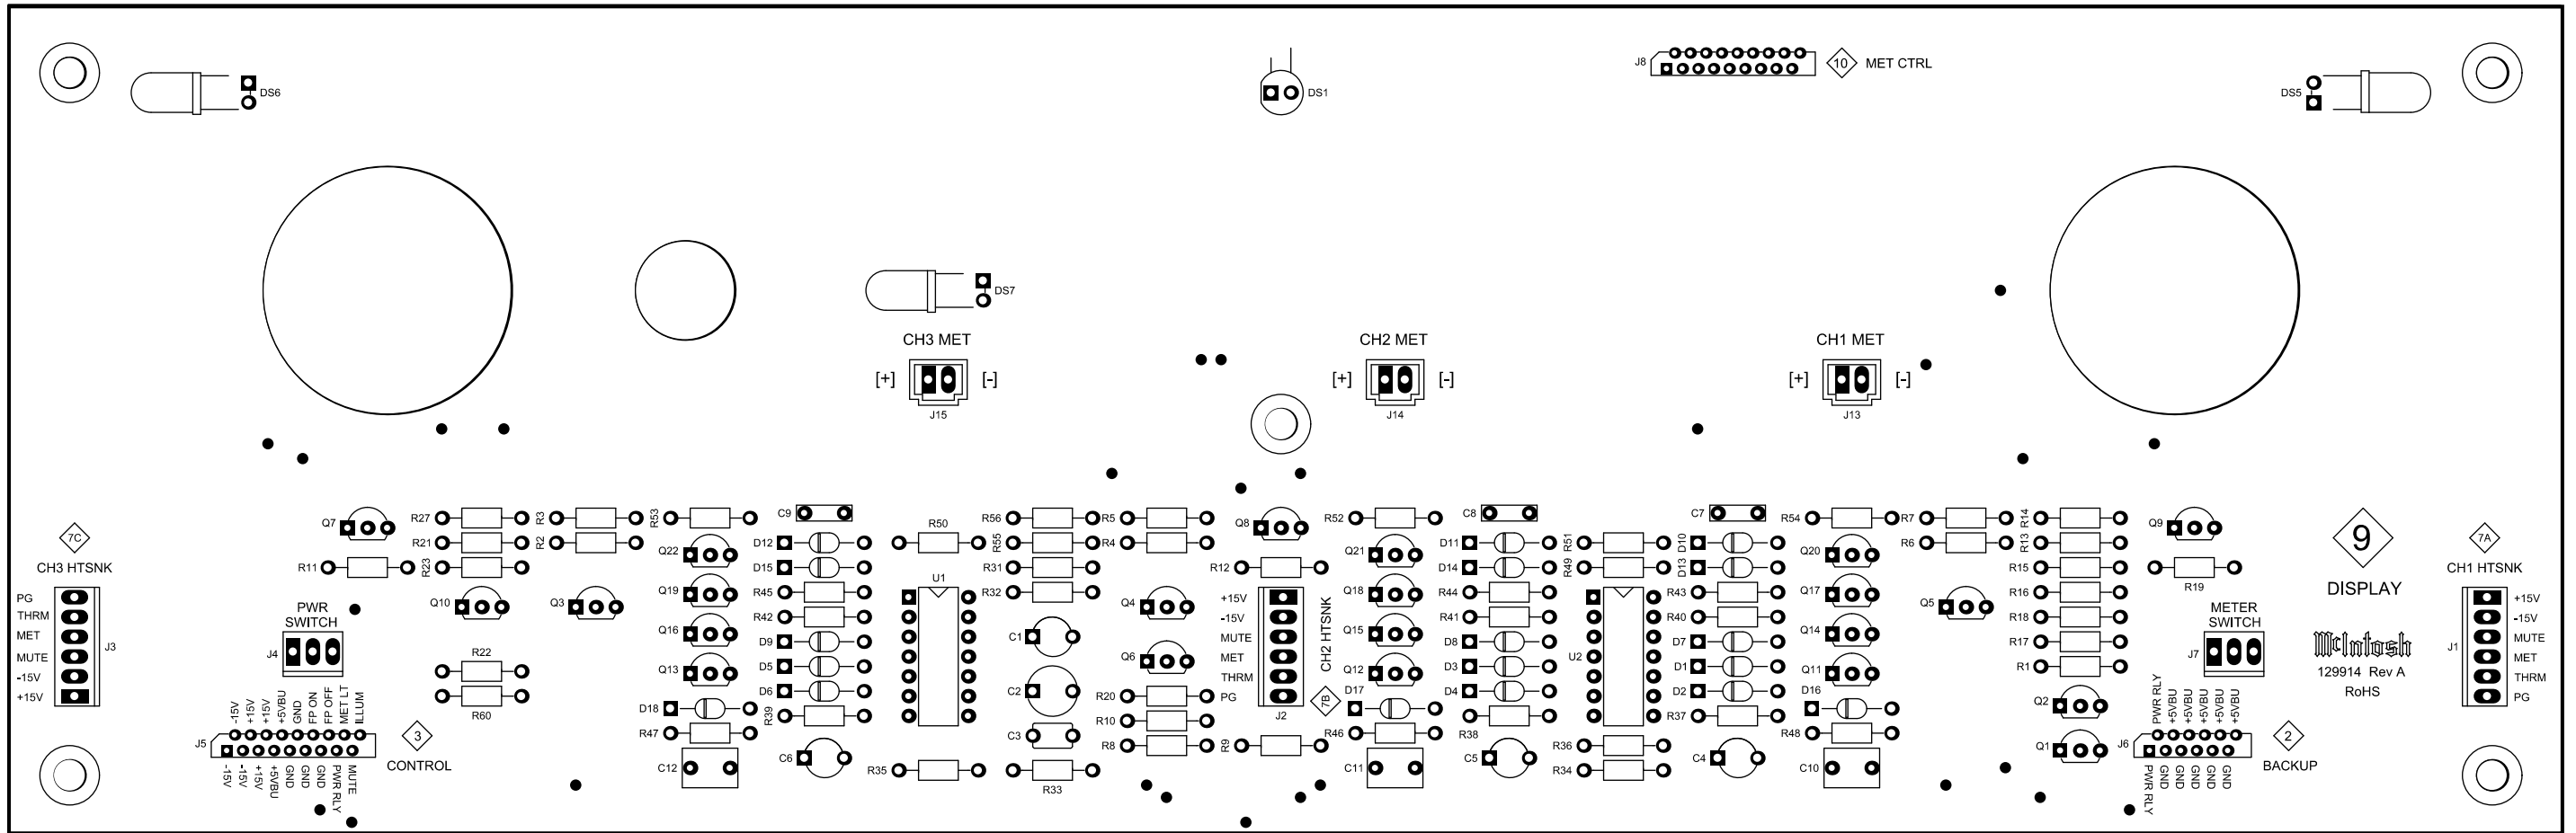 DS6
DS1
J8
10
MET CTRL
DS5
DS7
CH3 MET
[+]
[-]
J15
CH2 MET
[+]
[-]
J14
CH1 MET
[+]
[-]
J13
7C
CH3 HTSNK
PG
THRM
MET
MUTE
-15V
+15V
J3
Q7
R11
PWR
SWITCH
J4
-15V
+15V
+15V
+5VBU
GND
FP ON
FP OFF
MET LT
ILLUM
J5
-15V
-15V
+15V
+5VBU
GND
GND
GND
PWR RLY
MUTE
3
CONTROL
R27
R21
R23
Q10
R22
R60
R3
R2
Q3
R53
Q22
Q19
Q16
Q13
D18
R47
C12
C9
D12
D15
R45
R42
D9
D5
D6
R39
C6
R50
U1
R35
R56
R55
R31
R32
C1
C2
C3
R33
R5
R4
Q4
Q6
R20
R10
R8
Q8
R12
+15V
-15V
MUTE
MET
THRM
PG
J2
CH2 HTSNK
7B
R9
R52
Q21
Q18
Q15
Q12
D17
R46
C11
C8
D11
D14
R44
R41
D8
D3
D4
R38
C5
R51
R49
U2
R36
R34
C7
D10
D13
R43
R40
D7
D1
D2
R37
C4
R54
Q20
Q17
Q14
Q11
D16
R48
C10
R7
R6
Q5
R14
R13
R15
R16
R18
R17
R1
Q2
Q1
Q9
R19
METER
SWITCH
J7
PWR RLY
+5VBU
+5VBU
+5VBU
+5VBU
+5VBU
J6
PWR RLY
GND
GND
GND
GND
GND
2
BACKUP
9
DISPLAY
McIntosh
129914 Rev A
RoHS
7A
CH1 HTSNK
+15V
-15V
MUTE
MET
THRM
PG
J1